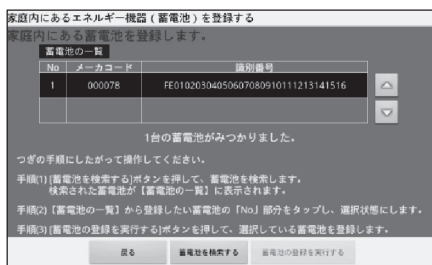 家庭内にあるエネルギー機器(蓄電池)を登録する
家庭内にある蓄電池を登録します。
蓄電池の一覧
No メーカコード 識別番号
1 000078 FE01020304050607080910111213141516
1台の蓄電池がみつかりました。
つぎの手順にしたがって操作してください。
手順(1)[蓄電池を検索する]ボタンを押して、蓄電池を検索します。
検索された蓄電池が【蓄電池の一覧】に表示されます。
手順(2)【蓄電池の一覧】から登録したい蓄電池の「No」部分をタップし、選択状態にします。
手順(3)[蓄電池の登録を実行する]ボタンを押して、選択している蓄電池を登録します。
戻る 蓄電池を検索する 蓄電池の登録を実行する